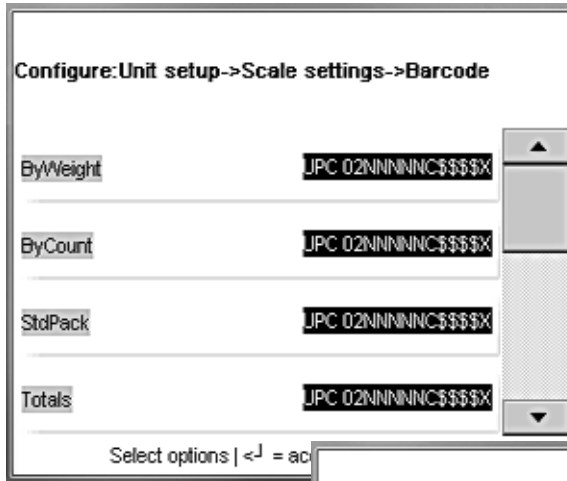 Configure:Unit setup->Scale settings->Barcode
ByWeight UPC 02NNNNNC$$$$X
ByCount UPC 02NNNNNC$$$$X
StdPack UPC 02NNNNNC$$$$X
Totals UPC 02NNNNNC$$$$X
Select options | <┘ = acc